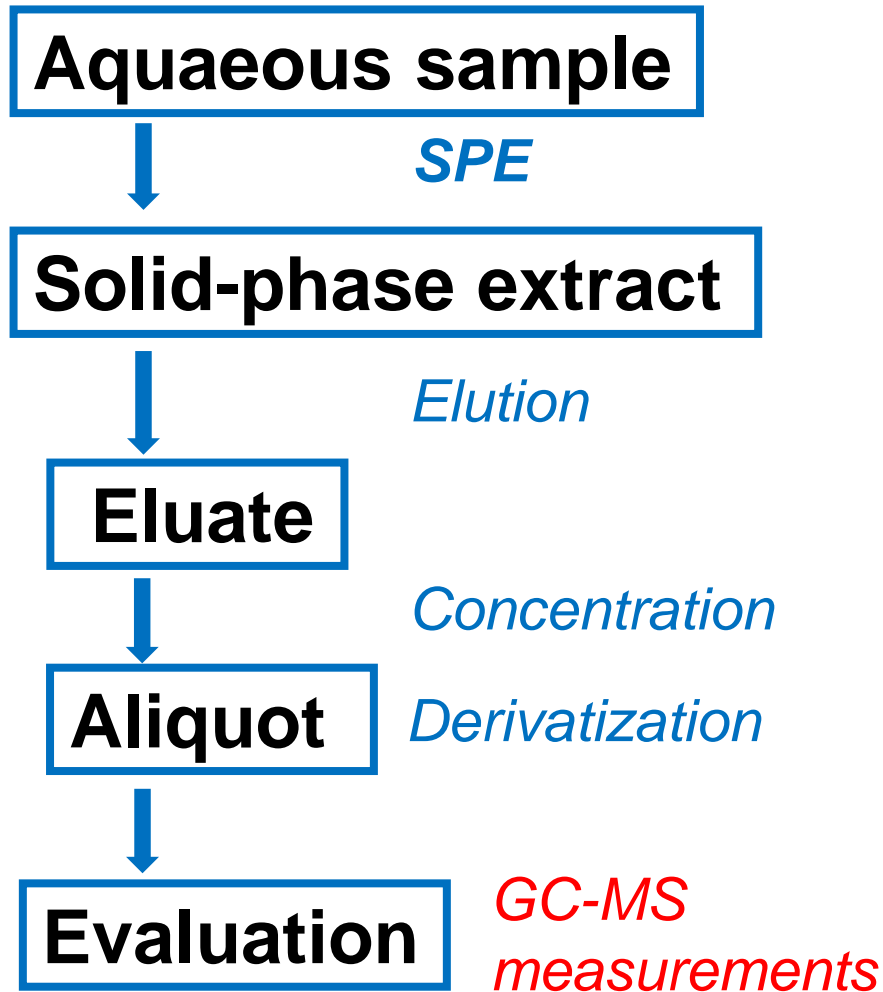 Aquaeous sample
SPE
Solid-phase extract
Elution
Eluate
Concentration
Aliquot
Derivatization
Evaluation
GC-MS
measurements